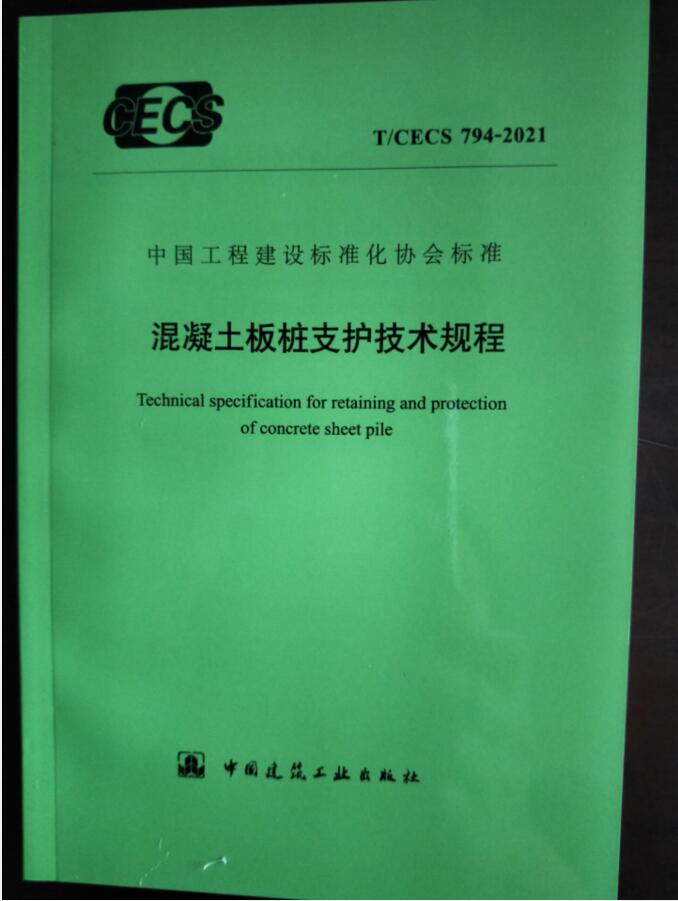 CECS
T/CECS 794-2021
中国工程建设标准化协会标准
混凝土板桩支护技术规程
Technical specification for retaining and protection
of concrete sheet pile
中国建筑工业出版社